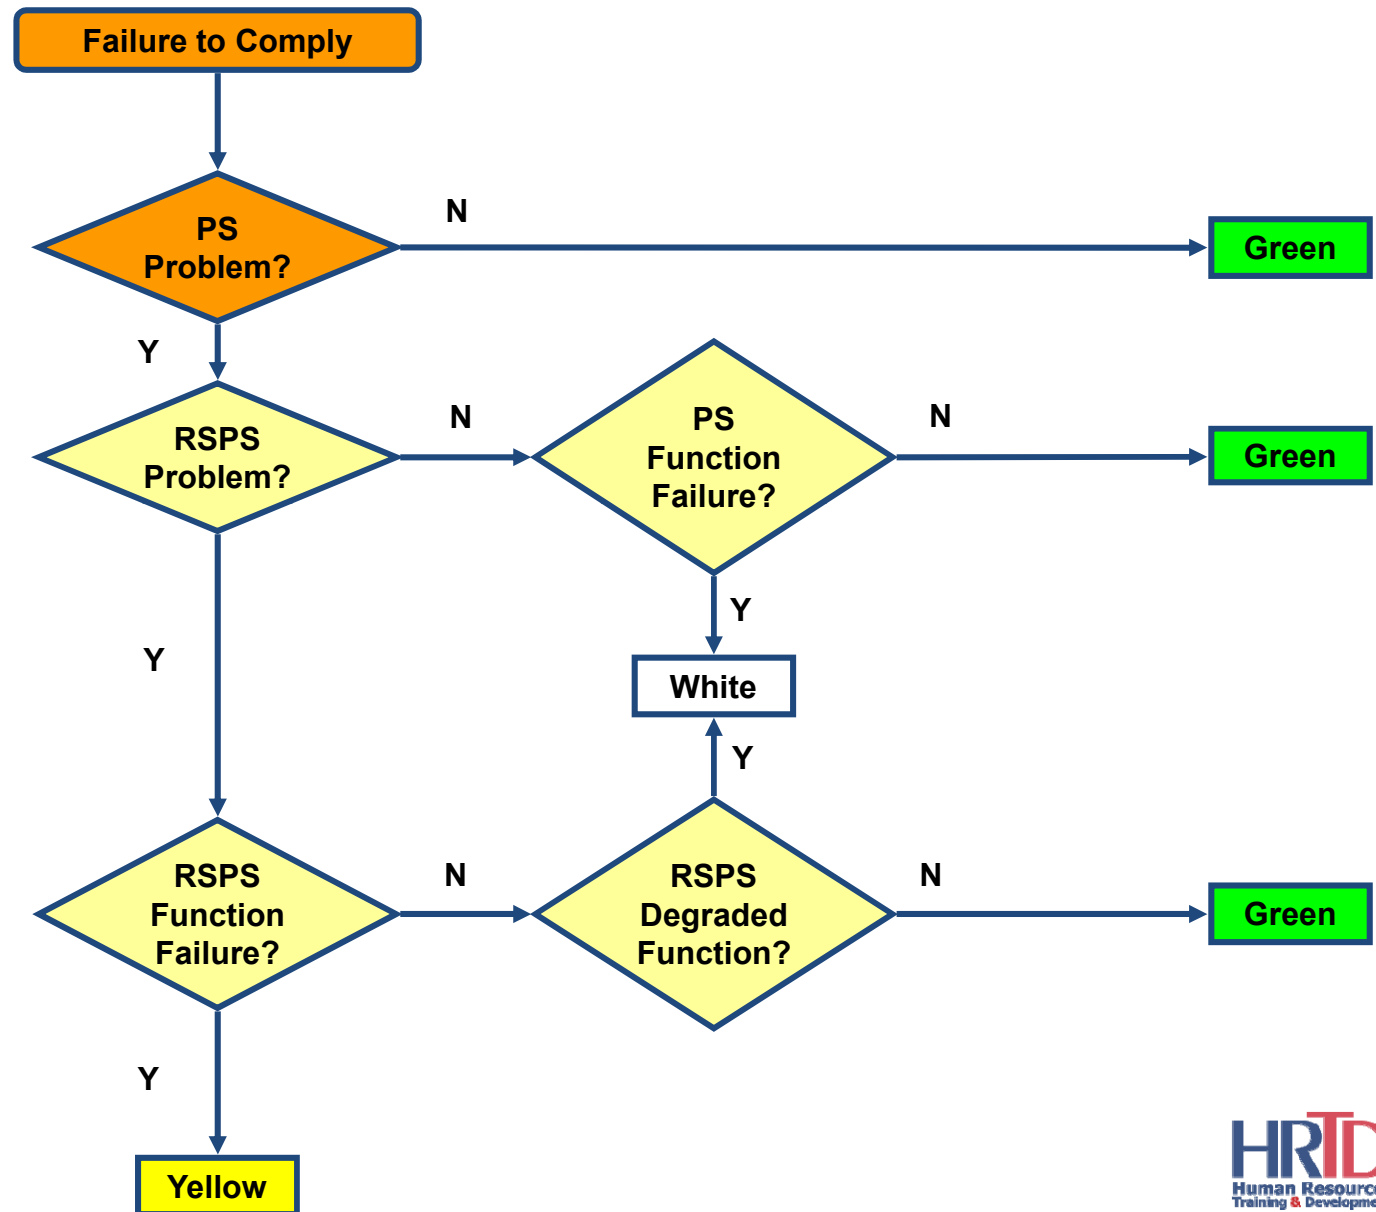 Failure to Comply
PS
Problem?
N
Green
Y
RSPS
Problem?
N
PS
Function
Failure?
N
Green
Y
Y
White
Y
RSPS
Function
Failure?
N
RSPS
Degraded
Function?
N
Green
Y
Yellow
HRTD
Human Resource
Training & Developme